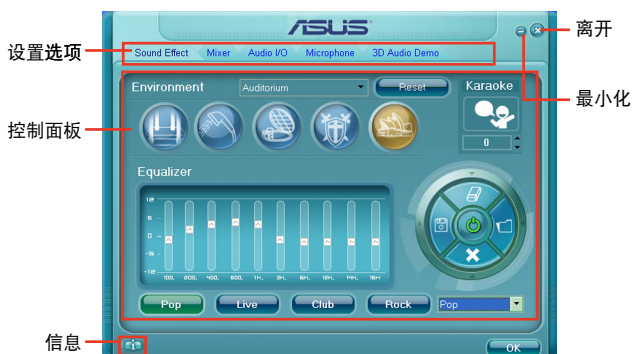 ASUS
离开
设置选项
Sound Effect Mixer Audio I/O Microphone 3D Audio Demo
最小化
Environment Auditorium Reset Karaoke
控制面板
0
Equalizer
12
6
0
-6
-12
100. 200. 400. 600. 1K. 3K. 6K. 12K. 14K. 16K
Pop Live Club Rock Pop
信息
i OK